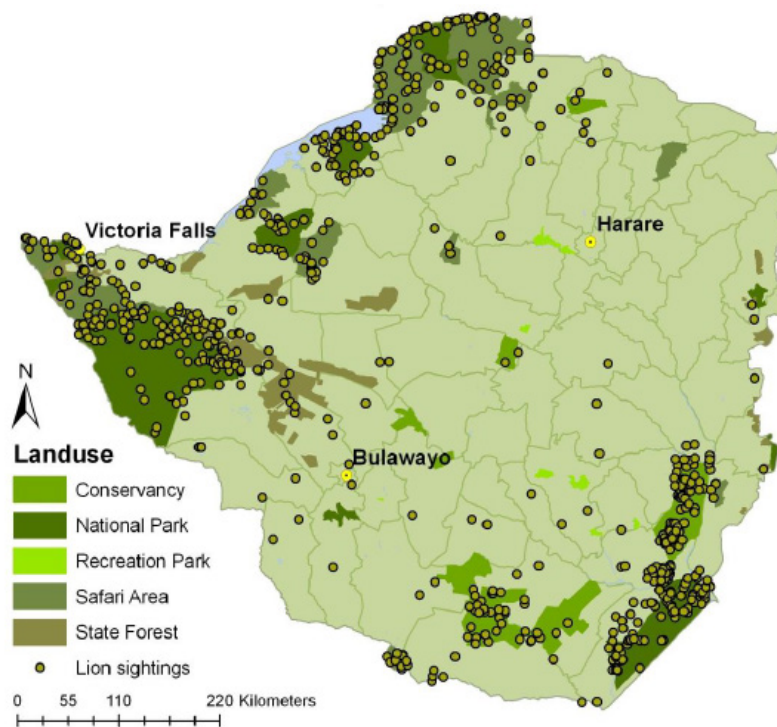 Victoria Falls
Harare
N
Bulawayo
Landuse
Conservancy
National Park
Recreation Park
Safari Area
State Forest
Lion sightings
0 55 110 220 Kilometers